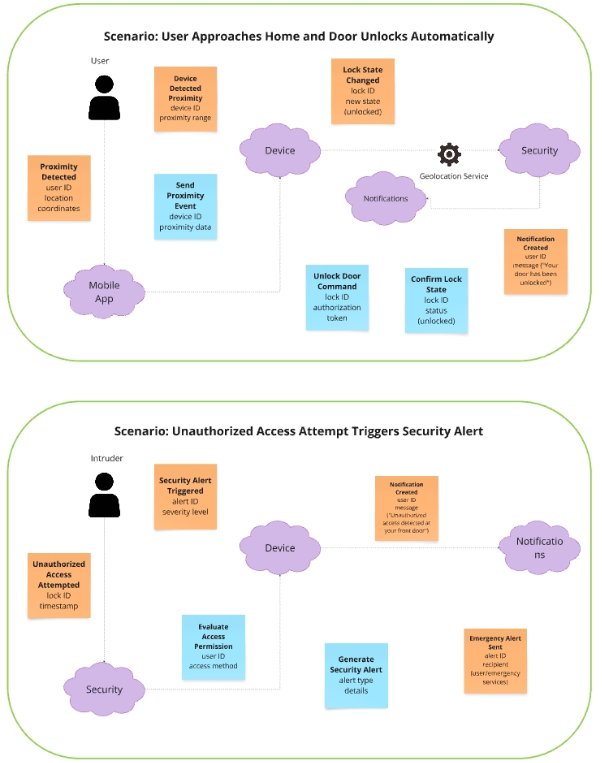 Scenario: User Approaches Home and Door Unlocks Automatically
User
Device
Detected
Proximity
device ID
proximity range
Lock State
Changed
lock ID
new state
(unlocked)
Device
Geolocation Service
Security
Proximity
Detected
user ID
location
coordinates
Send
Proximity
Event
device ID
proximity data
Notifications
Notification
Created
user ID
message ("Your
door has been
unlocked")
Mobile
App
Unlock Door
Command
lock ID
authorization
token
Confirm Lock
State
lock ID
status
(unlocked)
Scenario: Unauthorized Access Attempt Triggers Security Alert
Intruder
Security Alert
Triggered
alert ID
severity level
Notification
Created
user ID
message
("Unauthorized
access detected at
your front door")
Device
Notificatio
ns
Unauthorized
Access
Attempted
lock ID
timestamp
Evaluate
Access
Permission
user ID
access method
Generate
Security Alert
alert type
details
Emergency Alert
Sent
alert ID
recipient
(user/emergency
services)
Security